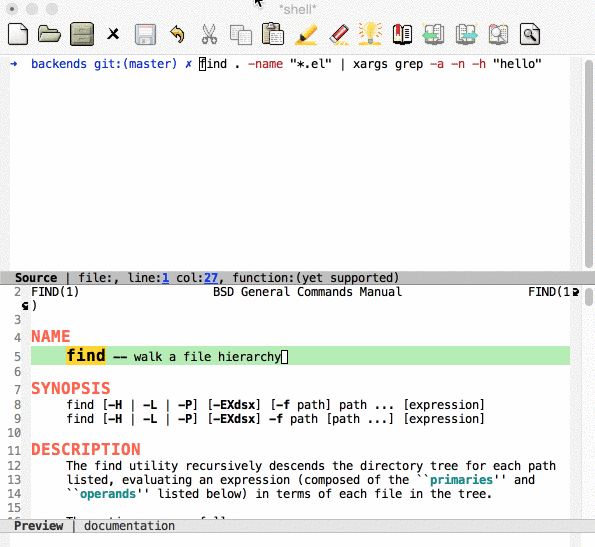 *shell*
➜ backends git:(master) ✗ find . -name "*.el" | xargs grep -a -n -h "hello"
Source | file:, line:1 col:27, function:(yet supported)
2 FIND(1) BSD General Commands Manual FIND(1
)
3
4 NAME
5 find -- walk a file hierarchy
6
7 SYNOPSIS
8 find [-H | -L | -P] [-EXdsx] [-f path] path ... [expression]
9 find [-H | -L | -P] [-EXdsx] -f path [path ...] [expression]
10
11 DESCRIPTION
12 The find utility recursively descends the directory tree for each path
13 listed, evaluating an expression (composed of the ``primaries'' and
14 ``operands'' listed below) in terms of each file in the tree.
15
Preview | documentation